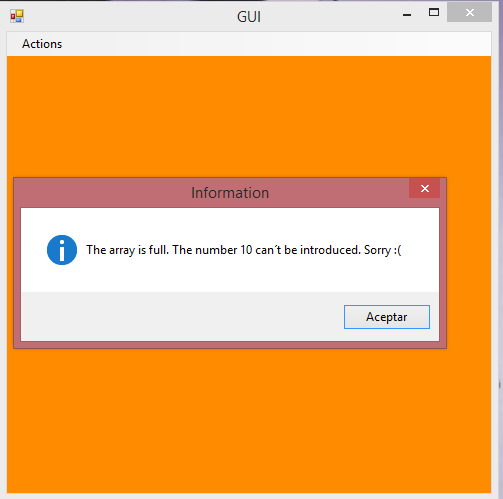 GUI
Actions
Information
The array is full. The number 10 can´t be introduced. Sorry :(
Aceptar